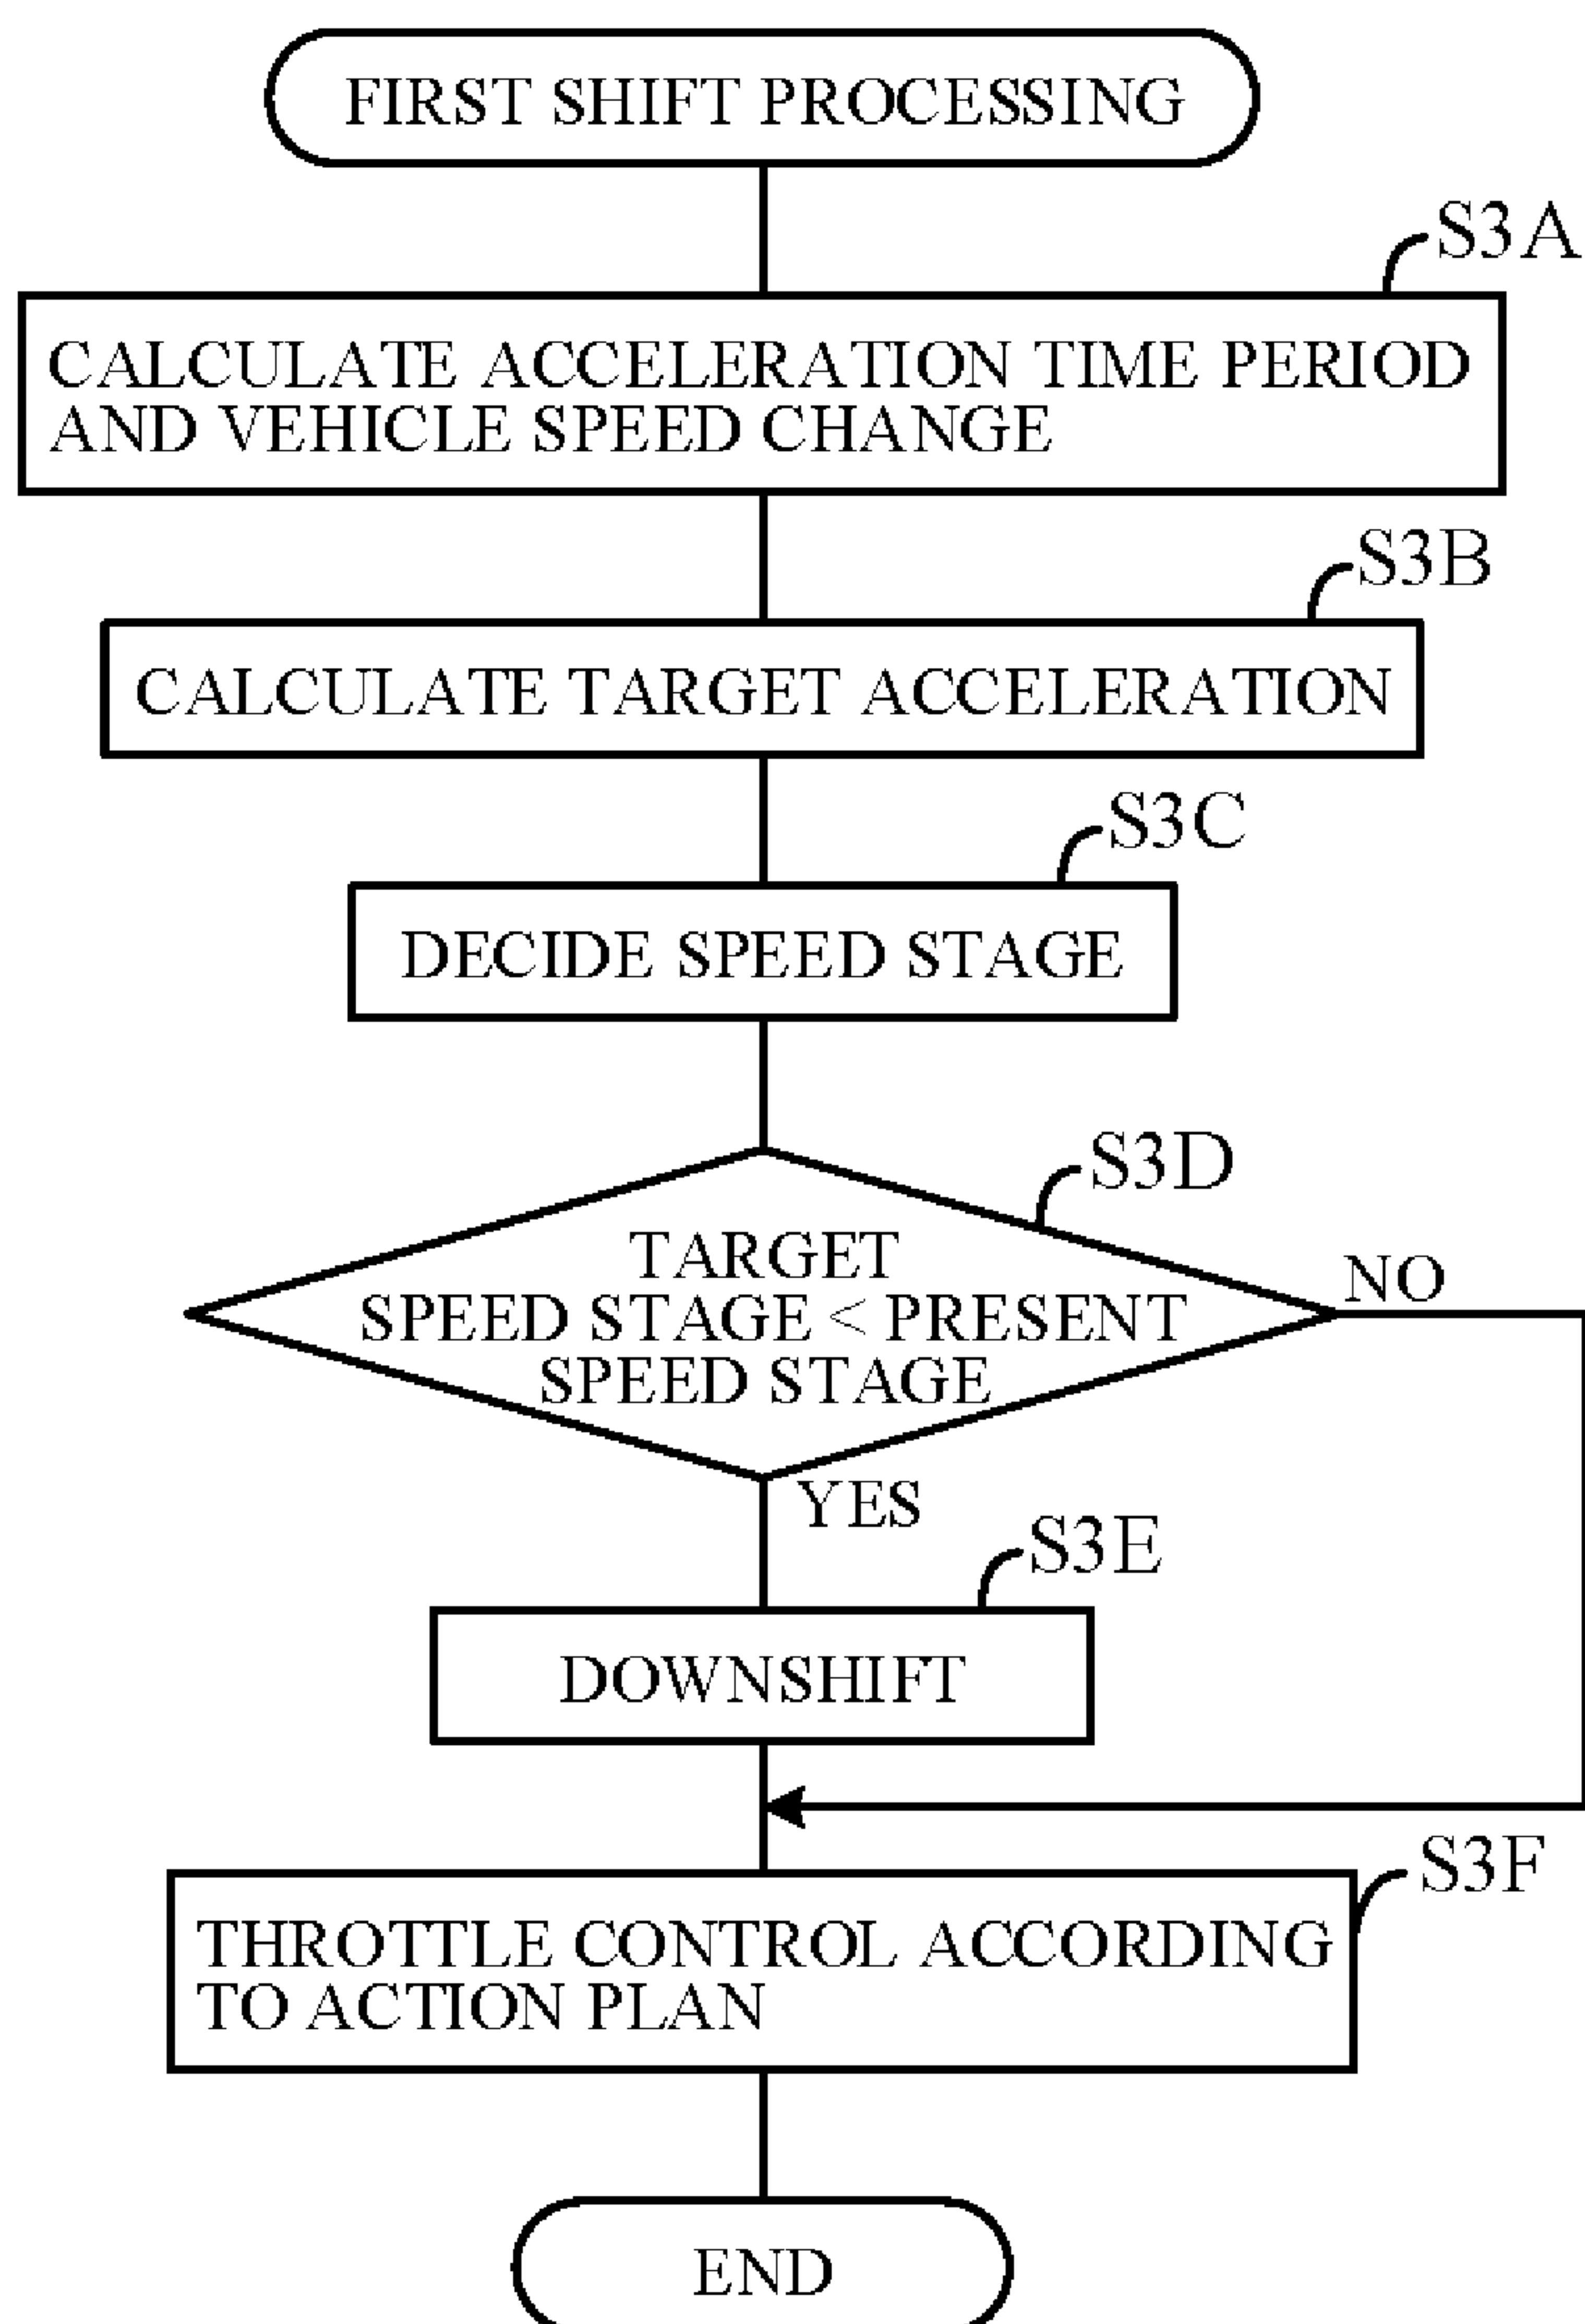 FIRST SHIFT PROCESSING
S3A
CALCULATE ACCELERATION TIME PERIOD
AND VEHICLE SPEED CHANGE
S3B
CALCULATE TARGET ACCELERATION
S3C
DECIDE SPEED STAGE
S3D
TARGET
SPEED STAGE < PRESENT
SPEED STAGE
NO
YES
S3E
DOWNSHIFT
S3F
THROTTLE CONTROL ACCORDING
TO ACTION PLAN
END